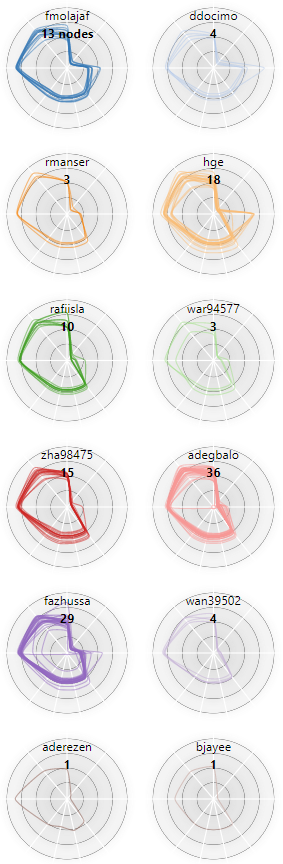 fmolajaf
13 nodes
ddocimo
4
rmanser
3
hge
18
rafiisla
10
war94577
3
zha98475
15
adegbalo
36
fazhussa
29
wan39502
4
aderezen
1
bjayee
1